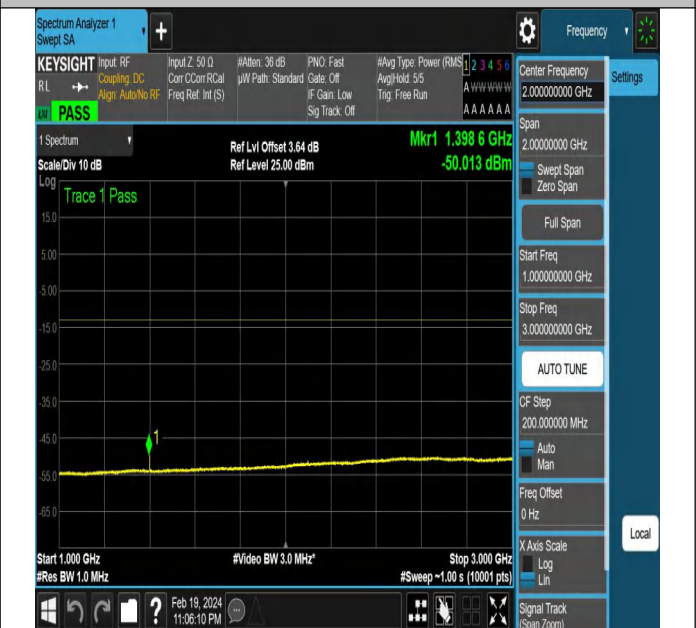 Spectrum Analyzer 1
Swept SA
+
Frequency
KEYSIGHT
RL
PASS
Input: RF
Coupling: DC
Align: Auto/No RF
Input Z: 50 Ω
Corr CCorr RCal
Freq Ref: Int (S)
#Atten: 36 dB
µW Path: Standard
PNO: Fast
Gate: Off
IF Gain: Low
Sig Track: Off
#Avg Type: Power (RMS
Avg|Hold: 5/5
Trig: Free Run
1 2 3 4 5 6
A W W W W W
A A A A A A
1 Spectrum
Scale/Div 10 dB
Ref Lvl Offset 3.64 dB
Ref Level 25.00 dBm
Mkr1 1.398 6 GHz
-50.013 dBm
Log
Trace 1 Pass
15.0
5.00
-5.00
-15.0
-25.0
-35.0
-45.0
-55.0
-65.0
1
Start 1.000 GHz
#Res BW 1.0 MHz
#Video BW 3.0 MHz*
Stop 3.000 GHz
#Sweep ~1.00 s (10001 pts)
Feb 19, 2024
11:06:10 PM
?
Center Frequency
2.000000000 GHz
Settings
Span
2.00000000 GHz
Swept Span
Zero Span
Full Span
Start Freq
1.000000000 GHz
Stop Freq
3.000000000 GHz
AUTO TUNE
CF Step
200.000000 MHz
Auto
Man
Freq Offset
0 Hz
Local
X Axis Scale
Log
Lin
Signal Track
(Span Zoom)